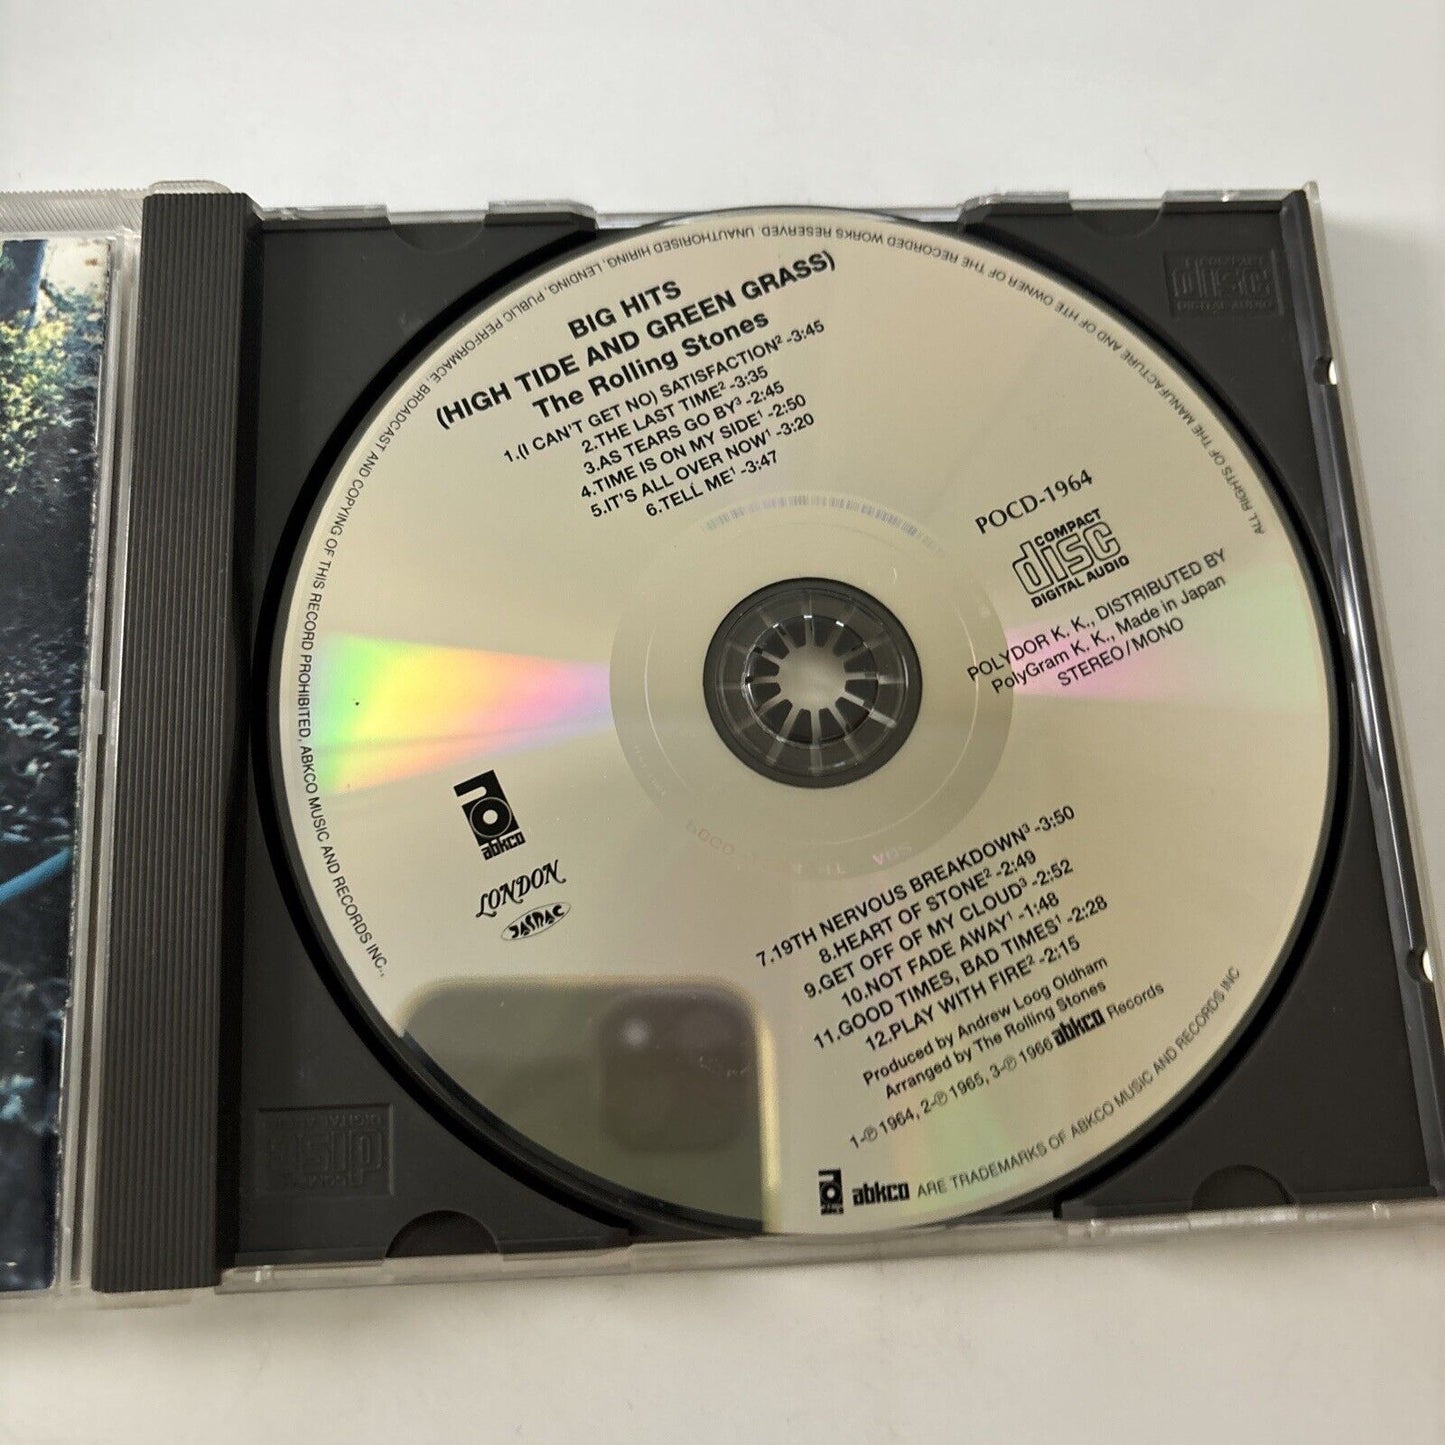 BIG HITS
(HIGH TIDE AND GREEN GRASS)
The Rolling Stones
1.(I CAN'T GET NO) SATISFACTION² -3:45
2.THE LAST TIME² -3:35
3.AS TEARS GO BY³ -2:45
4.TIME IS ON MY SIDE¹ -2:50
5.IT'S ALL OVER NOW¹ -3:20
6.TELL ME¹ -3:47
POCD-1964
COMPACT
disc
DIGITAL AUDIO
POLYDOR K. K., DISTRIBUTED BY
PolyGram K. K., Made in Japan
STEREO/MONO
abkco
LONDON
JASRAC
7.19TH NERVOUS BREAKDOWN³ -3:50
8.HEART OF STONE² -2:49
9.GET OFF OF MY CLOUD³ -2:52
10.NOT FADE AWAY¹ -1:48
11.GOOD TIMES, BAD TIMES¹ -2:28
12.PLAY WITH FIRE² -2:15
Produced by Andrew Loog Oldham
Arranged by The Rolling Stones
1-℗ 1964, 2-℗ 1965, 3-℗ 1966 abkco Records
ALL RIGHTS OF THE MANUFACTURE AND OF HTE OWNER OF THE RECORDED WORKS RESERVED. UNAUTHORISED HIRING, LENDING, PUBLIC PERFORMACE, BROADCAST AND COPYING OF THIS RECORD PROHIBITED. ABKCO MUSIC AND RECORDS INC.,
abkco ARE TRADEMARKS OF ABKCO MUSIC AND RECORDS INC
COMPACT
disc
DIGITAL AUDIO
disc